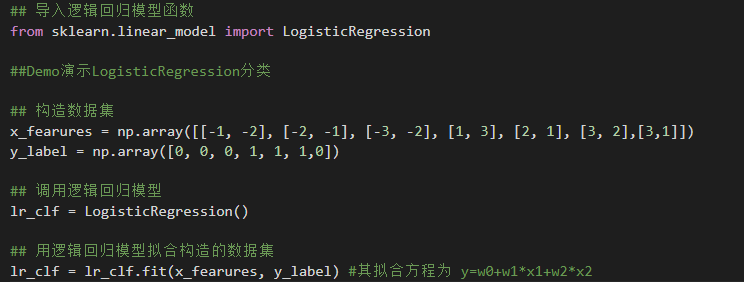 ## 导入逻辑回归模型函数
from sklearn.linear_model import LogisticRegression
##Demo演示LogisticRegression分类
## 构造数据集
x_fearures = np.array([[-1, -2], [-2, -1], [-3, -2], [1, 3], [2, 1], [3, 2],[3,1]])
y_label = np.array([0, 0, 0, 1, 1, 1,0])
## 调用逻辑回归模型
lr_clf = LogisticRegression()
## 用逻辑回归模型拟合构造的数据集
lr_clf = lr_clf.fit(x_fearures, y_label) #其拟合方程为 y=w0+w1*x1+w2*x2